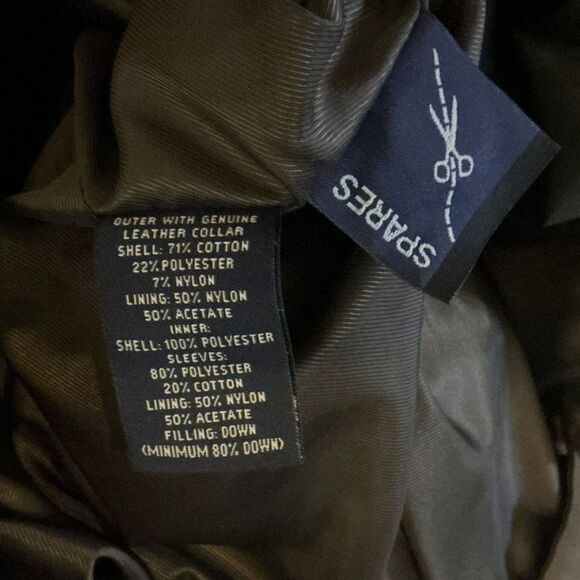 OUTER WITH GENUINE
LEATHER COLLAR
SHELL: 71% COTTON
22% POLYESTER
7% NYLON
LINING: 50% NYLON
50% ACETATE
INNER:
SHELL: 100% POLYESTER
SLEEVES:
80% POLYESTER
20% COTTON
LINING: 50% NYLON
50% ACETATE
FILLING: DOWN
(MINIMUM 80% DOWN)
SPARES